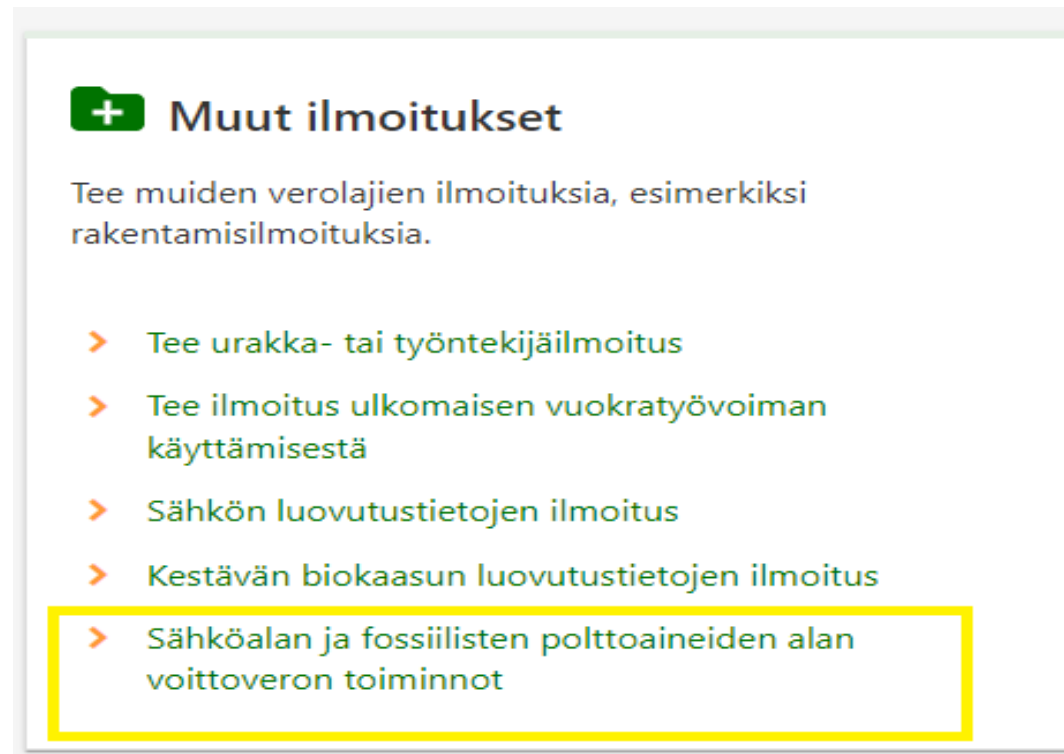 Muut ilmoitukset
Tee muiden verolajien ilmoituksia, esimerkiksi
rakentamisilmoituksia.
Tee urakka- tai työntekijäilmoitus
Tee ilmoitus ulkomaisen vuokratyövoiman
käyttämisestä
Sähkön luovutustietojen ilmoitus
Kestävän biokaasun luovutustietojen ilmoitus
Sähköalan ja fossiilisten polttoaineiden alan
voittoveron toiminnot